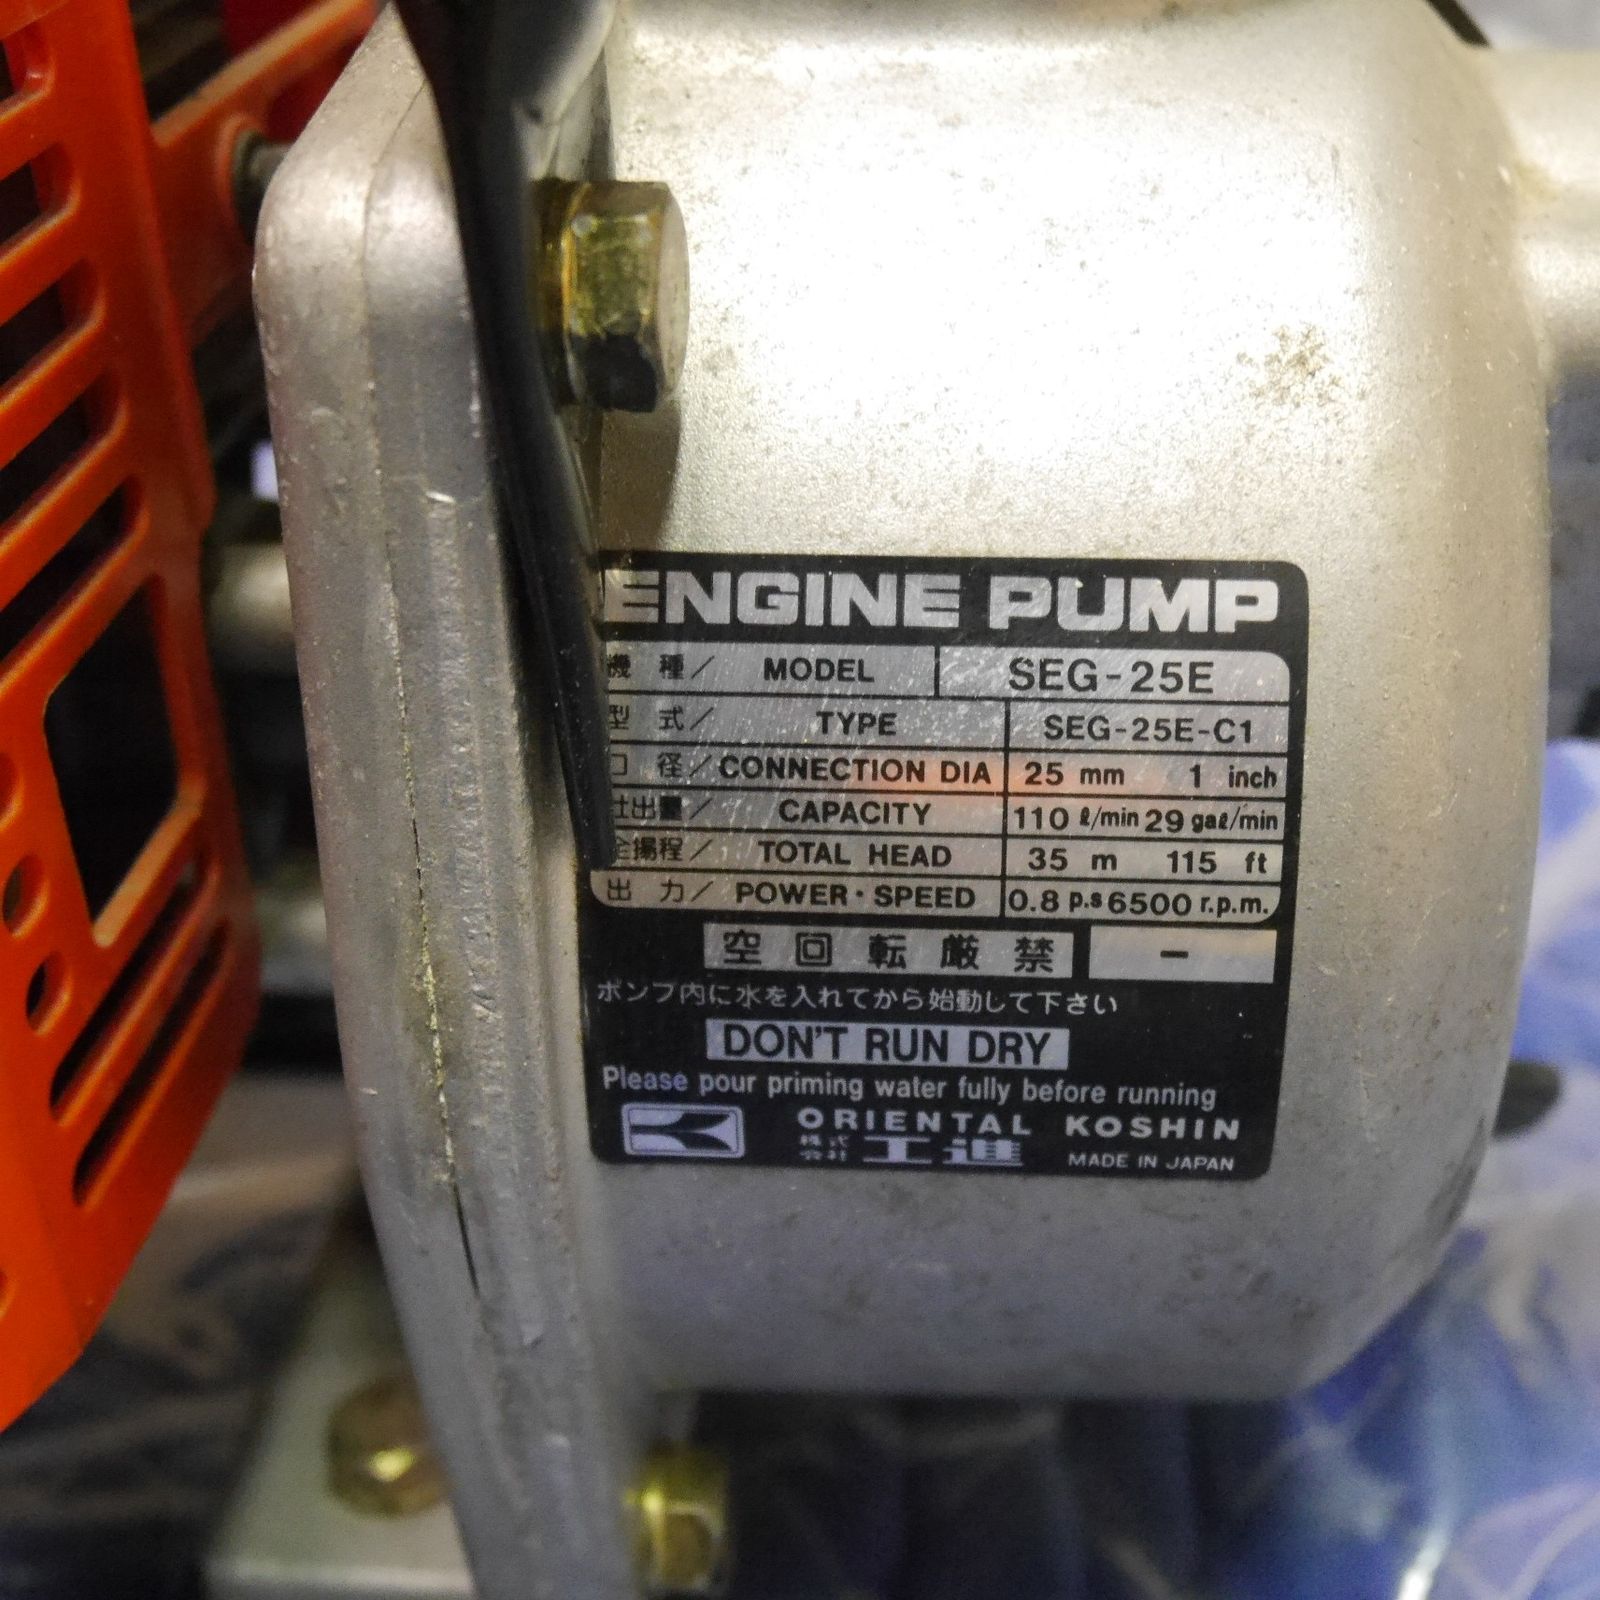 ENGINE PUMP
機 種/ MODEL SEG-25E
型 式/ TYPE SEG-25E-C1
口 径/ CONNECTION DIA 25 mm 1 inch
吐出量/ CAPACITY 110 ℓ/min 29 gaℓ/min
全揚程/ TOTAL HEAD 35 m 115 ft
出 力/ POWER・SPEED 0.8 p.s 6500 r.p.m.
空回転厳禁 -
ポンプ内に水を入れてから始動して下さい
DON'T RUN DRY
Please pour priming water fully before running
ORIENTAL KOSHIN
株式会社 工進 MADE IN JAPAN